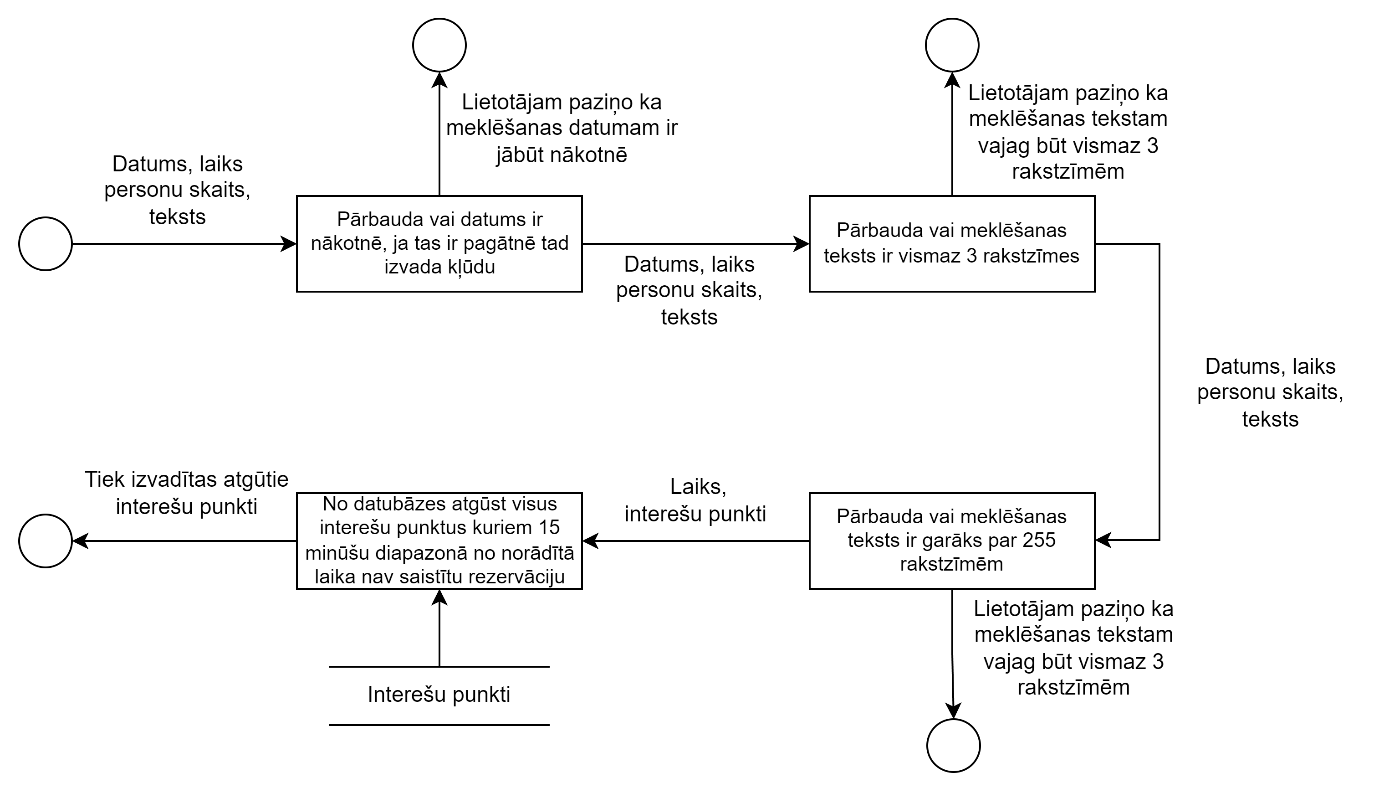 Lietotājam paziņo ka
meklēšanas datumam ir
jābūt nākotnē
Lietotājam paziņo ka
meklēšanas tekstam
vajag būt vismaz 3
rakstzīmēm
Datums, laiks
personu skaits,
teksts
Pārbauda vai datums ir
nākotnē, ja tas ir pagātnē tad
izvada kļūdu
Datums, laiks
personu skaits,
teksts
Pārbauda vai meklēšanas
teksts ir vismaz 3 rakstzīmes
Datums, laiks
personu skaits,
teksts
Pārbauda vai meklēšanas
teksts ir garāks par 255
rakstzīmēm
Lietotājam paziņo ka
meklēšanas tekstam
vajag būt vismaz 3
rakstzīmēm
Laiks,
interešu punkti
No datubāzes atgūst visus
interešu punktus kuriem 15
minūšu diapazonā no norādītā
laika nav saistītu rezervāciju
Interešu punkti
Tiek izvadītas atgūtie
interešu punkti